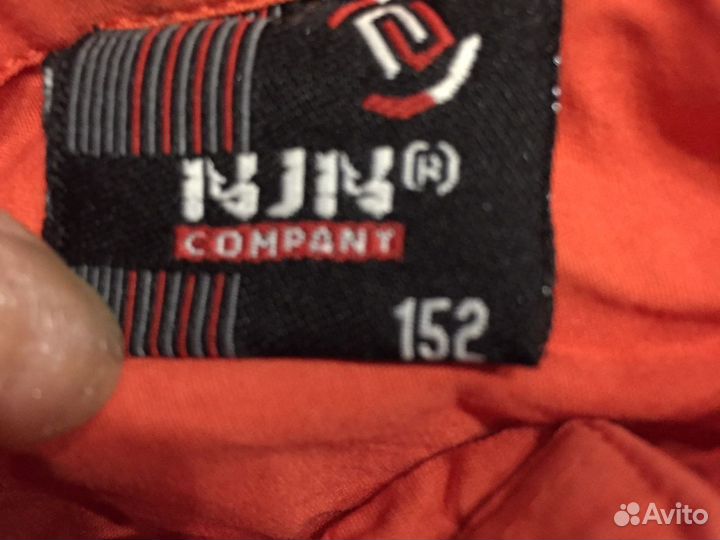 NJN(R)
COMPANY
152
Avito